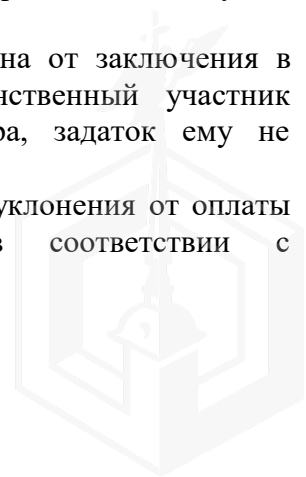 на от заключения в
нственный участник
ра, задаток ему не
уклонения от оплаты
в соответствии с